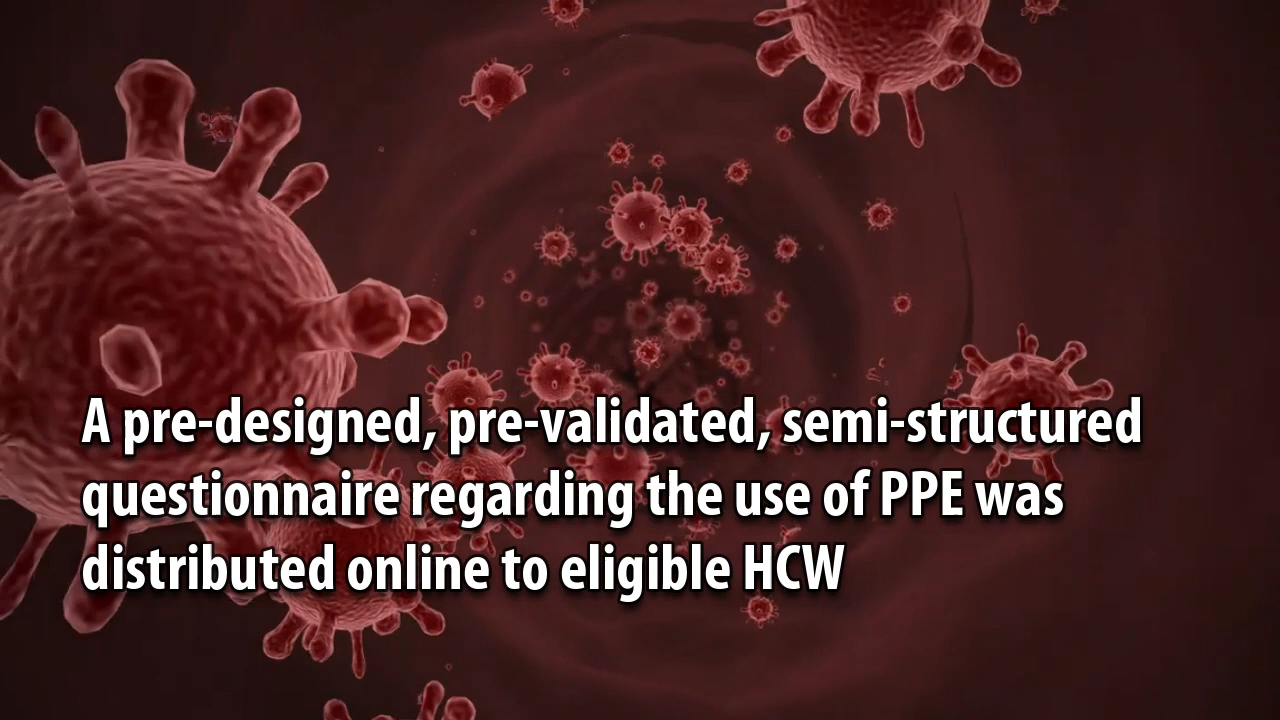 A pre-designed, pre-validated, semi-structured
questionnaire regarding the use of PPE was
distributed online to eligible HCW